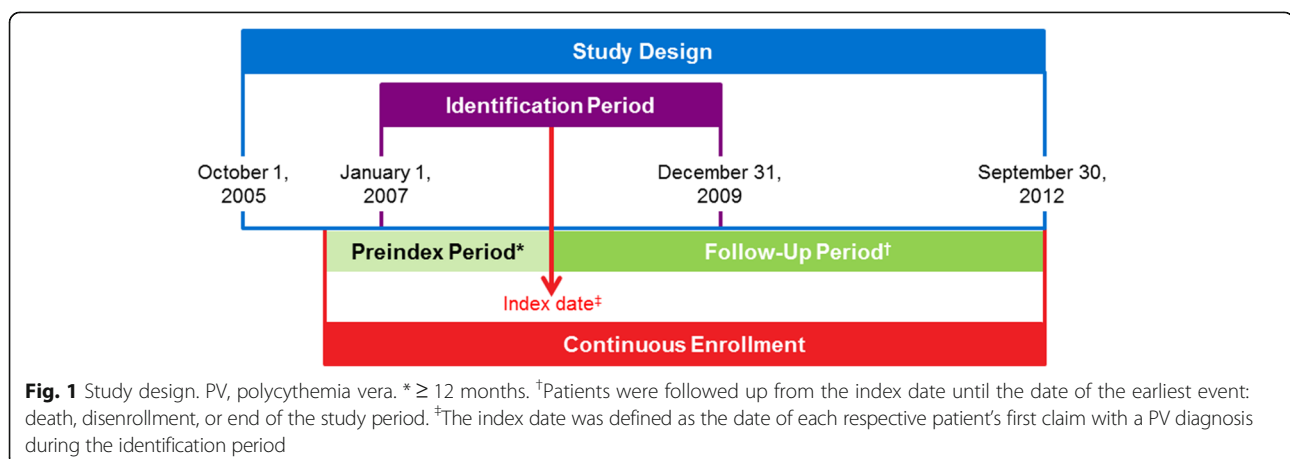 Study Design
Identification Period
October 1,
2005
January 1,
2007
December 31,
2009
September 30,
2012
Preindex Period*
Follow-Up Period†
Index date‡
Continuous Enrollment
Fig. 1 Study design. PV, polycythemia vera. * ≥ 12 months. †Patients were followed up from the index date until the date of the earliest event:
death, disenrollment, or end of the study period. ‡The index date was defined as the date of each respective patient’s first claim with a PV diagnosis
during the identification period